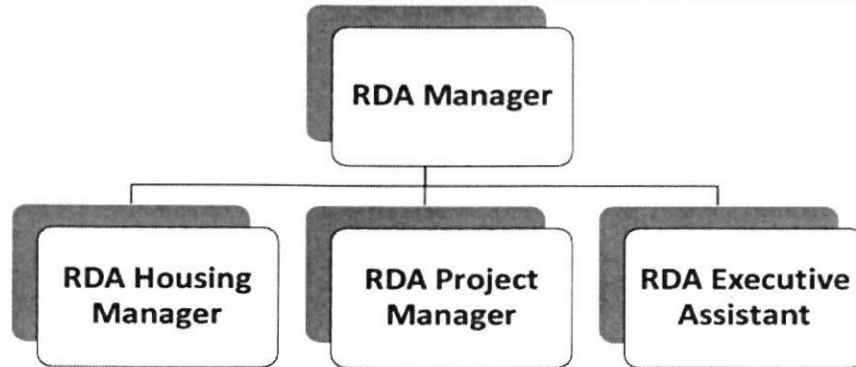 RDA Manager
RDA Housing
Manager
RDA Project
Manager
RDA Executive
Assistant